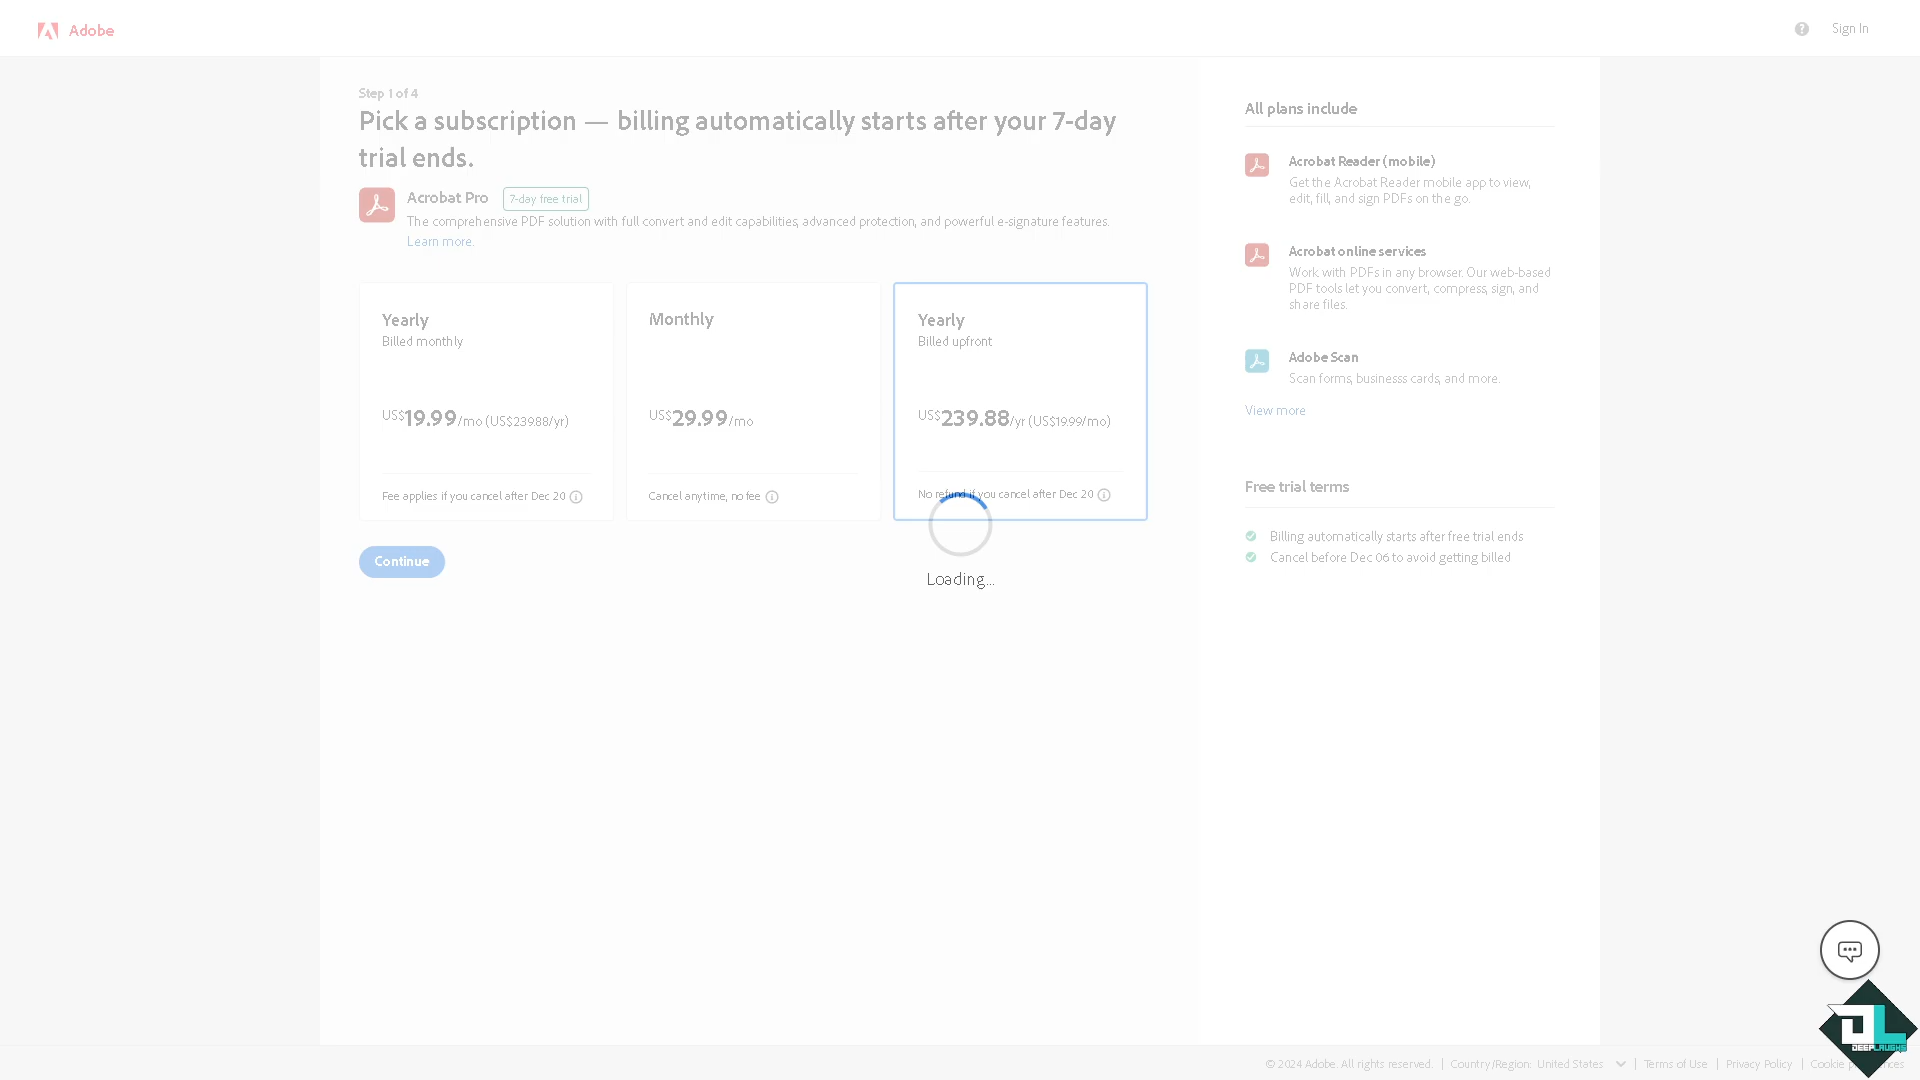 Adobe
Sign In
Step 1 of 4
Pick a subscription — billing automatically starts after your 7-day
trial ends.
Acrobat Pro
7-day free trial
The comprehensive PDF solution with full convert and edit capabilities, advanced protection, and powerful e-signature features.
Learn more.
Yearly
Billed monthly
US$19.99/mo (US$239.88/yr)
Fee applies if you cancel after Dec 20
Monthly
US$29.99/mo
Cancel anytime, no fee
Yearly
Billed upfront
US$239.88/yr (US$19.99/mo)
No refund if you cancel after Dec 20
Continue
Loading...
All plans include
Acrobat Reader (mobile)
Get the Acrobat Reader mobile app to view,
edit, fill, and sign PDFs on the go.
Acrobat online services
Work with PDFs in any browser. Our web-based
PDF tools let you convert, compress, sign, and
share files.
Adobe Scan
Scan forms, businesss cards, and more.
View more
Free trial terms
Billing automatically starts after free trial ends
Cancel before Dec 06 to avoid getting billed
© 2024 Adobe. All rights reserved. | Country/Region: United States | Terms of Use | Privacy Policy | Cookie
DL
DEEPLAUGHS